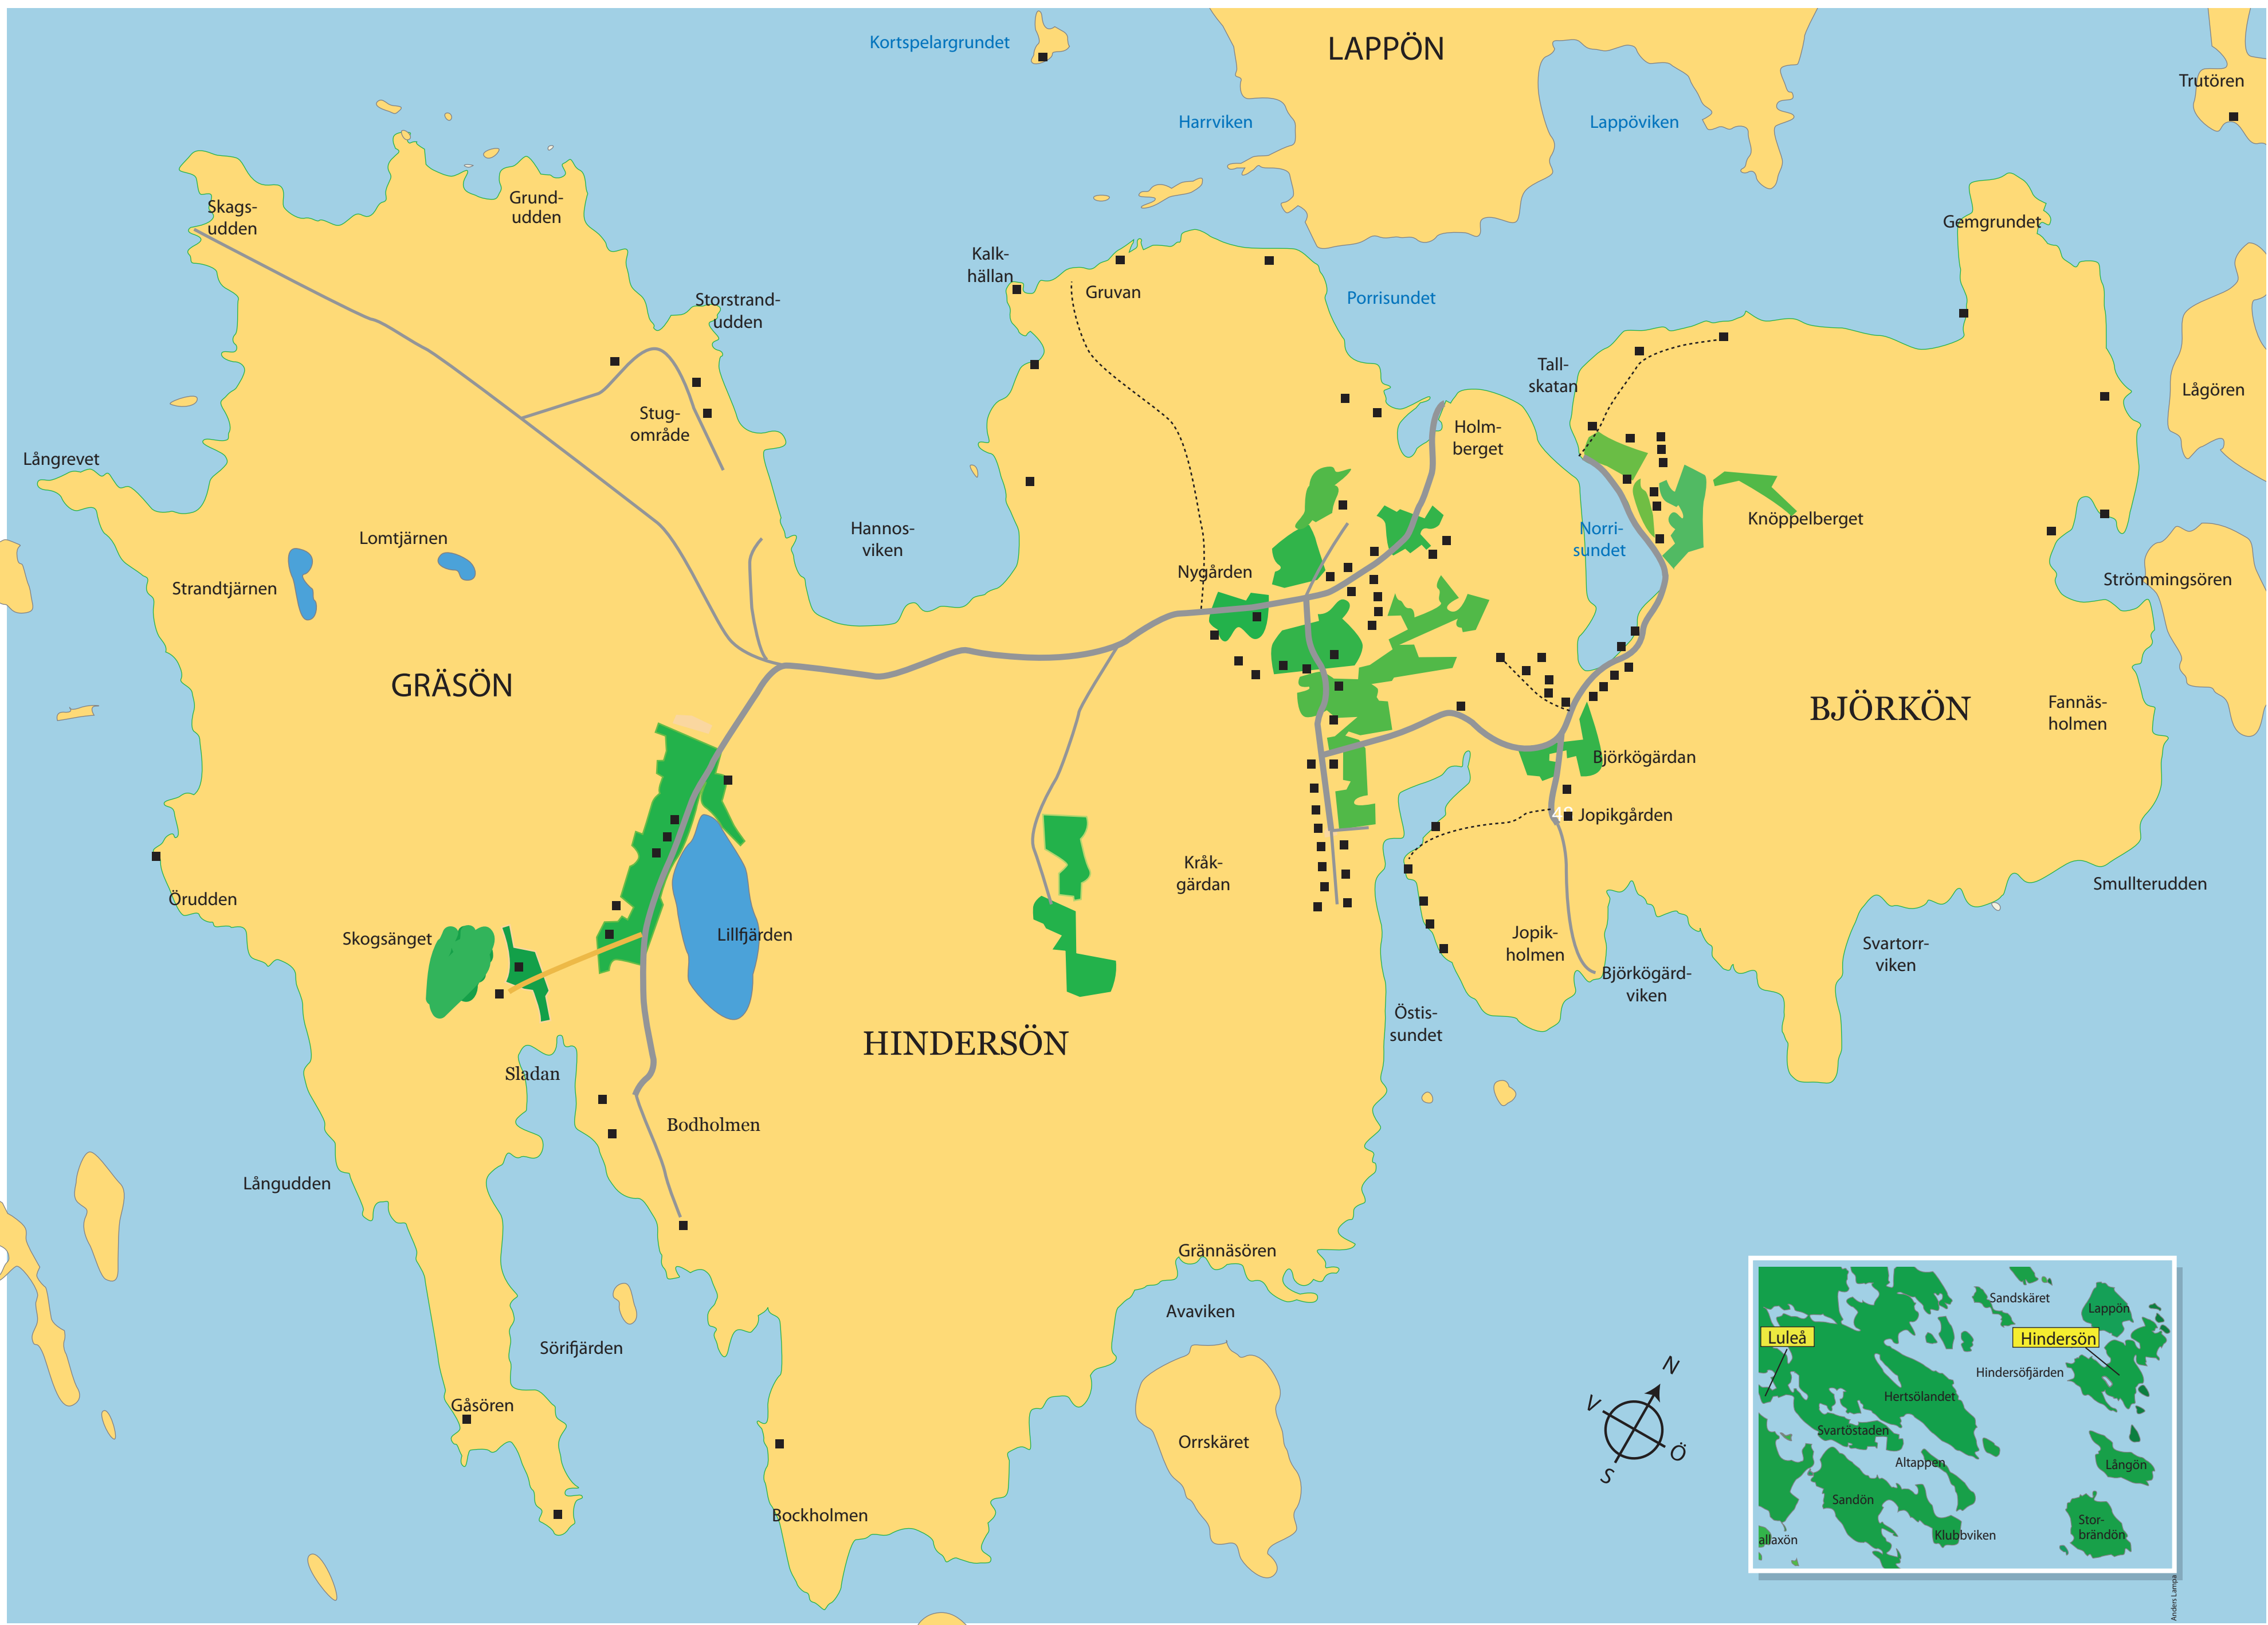 Kortspelargrundet
LAPPÖN
Trutören
Harrviken
Lappöviken
Skags-
udden
Grund-
udden
Gemgrundet
Kalk-
hällan
Gruvan
Porrisundet
Storstrand-
udden
Tall-
skatan
Lågören
Stug-
område
Holm-
berget
Långrevet
Knöppelberget
Hannos-
viken
Norri-
sundet
Lomtjärnen
Nygården
Strömmingsören
Strandtjärnen
GRÄSÖN
BJÖRKÖN
Fannäs-
holmen
Björkögärdan
Jopikgården
Kråk-
gärdan
Smullterudden
Örudden
Skogsänget
Lillfjärden
Jopik-
holmen
Svartorr-
viken
Björkögärd-
viken
Östis-
sundet
HINDERSÖN
Sladan
Bodholmen
Långudden
Grännäsören
Avaviken
Sörifjärden
Gåsören
Orrskäret
Bockholmen
N
V
Ö
S
Sandskäret
Lappön
Luleå
Hindersön
Hindersöfjärden
Hertsölandet
Svartöstaden
Altappen
Långön
Sandön
Stor-
brändön
Klubbviken
allaxön
Anders Lampa